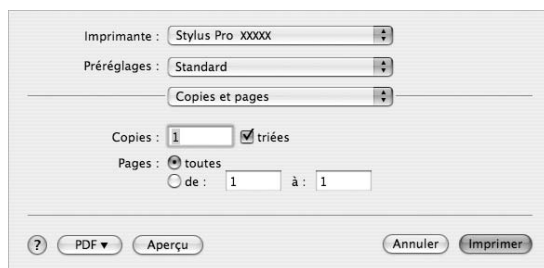 Imprimante : Stylus Pro XXXXX
Préréglages : Standard
Copies et pages
Copies : 1 triées
Pages : toutes
de : 1 à : 1
? PDF Aperçu Annuler Imprimer